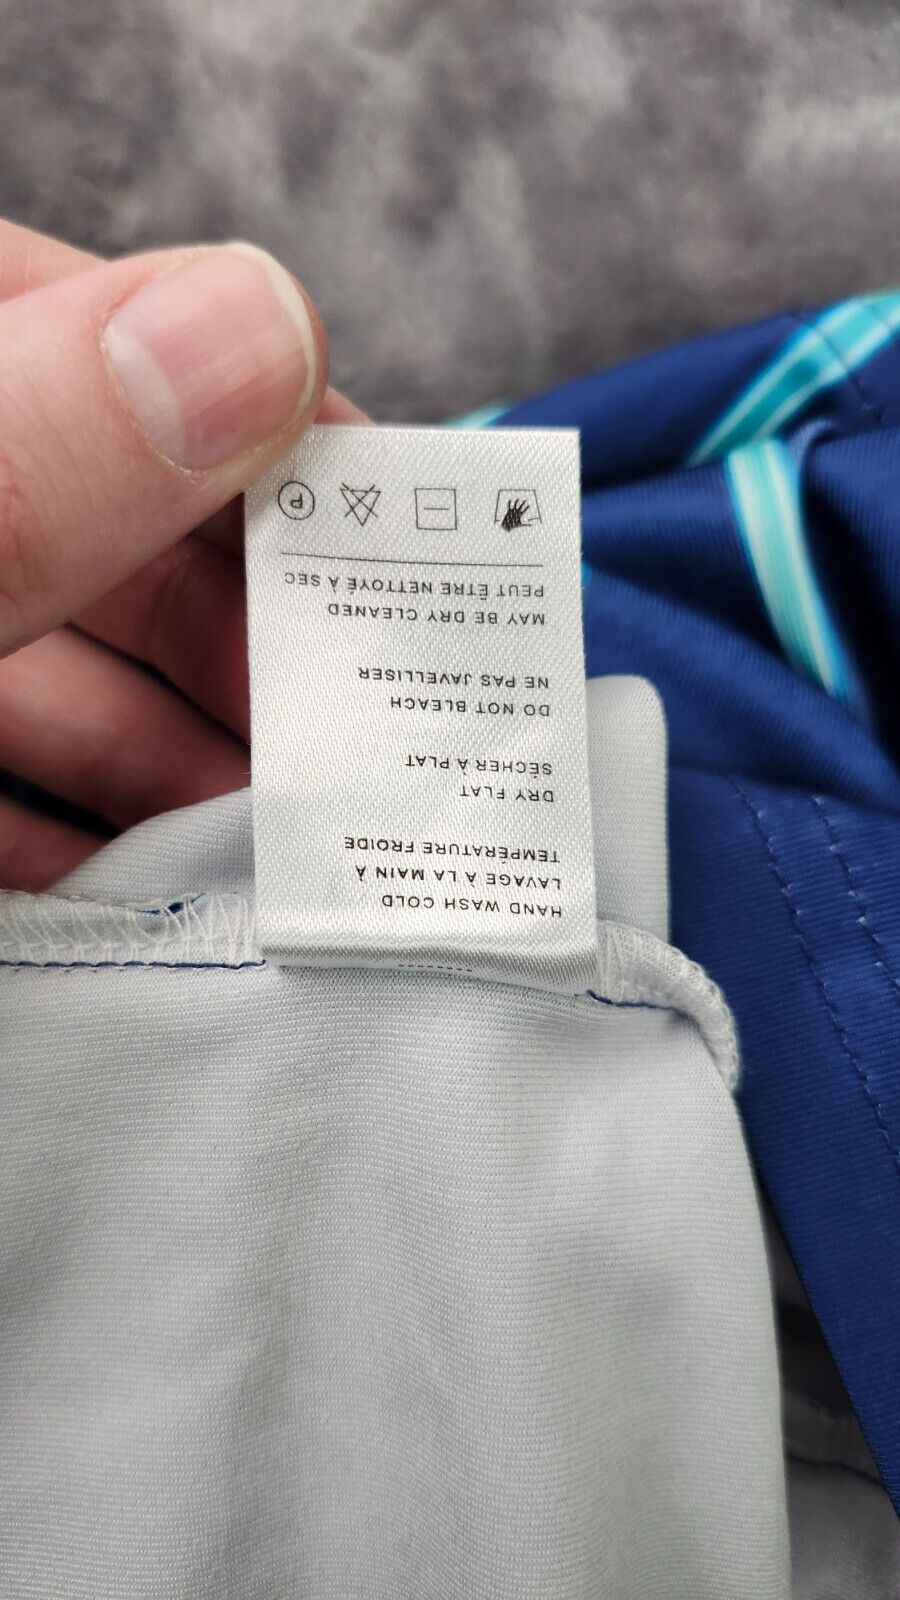 HAND WASH COLD
LAVAGE À LA MAIN À
TEMPÉRATURE FROIDE
DRY FLAT
SÉCHER À PLAT
DO NOT BLEACH
NE PAS JAVELLISER
MAY BE DRY CLEANED
PEUT ÊTRE NETTOYÉ À SEC
P